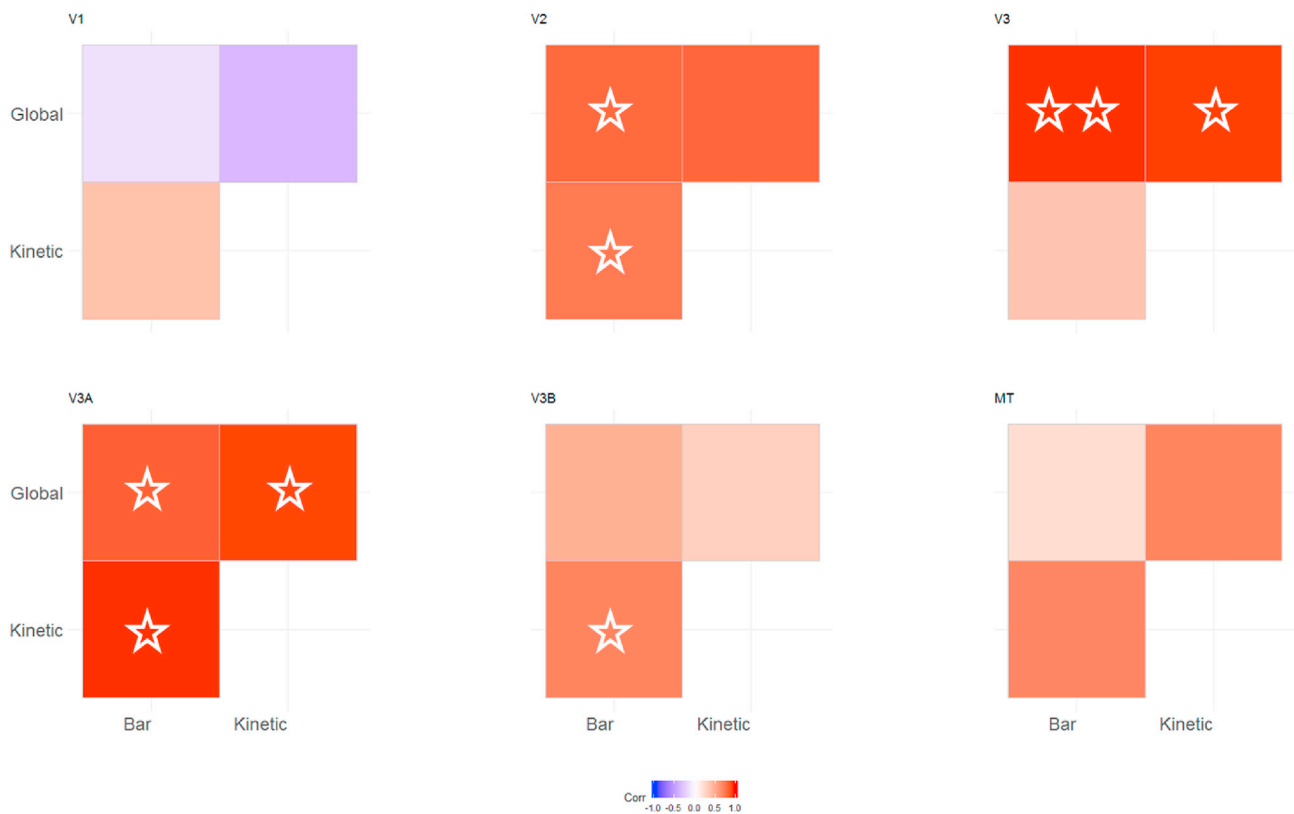 V1 V2 V3
Global
Kinetic
V3A V3B MT
Global
Kinetic
Bar Kinetic Bar Kinetic Bar Kinetic
Corr
-1.0 -0.5 0.0 0.5 1.0